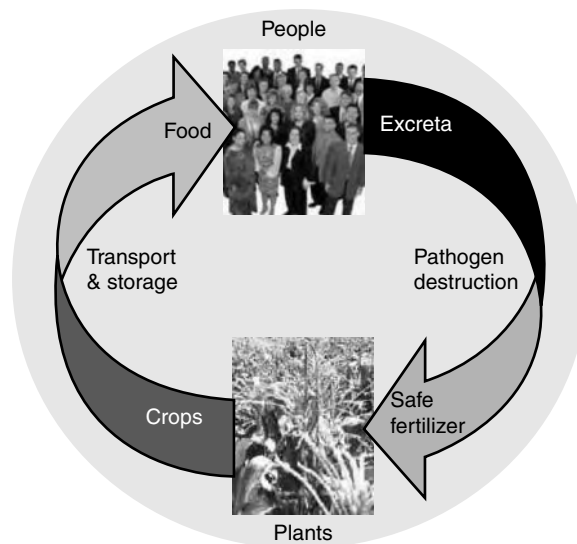 People
Food
Excreta
Transport
& storage
Pathogen
destruction
Crops
Safe
fertilizer
Plants